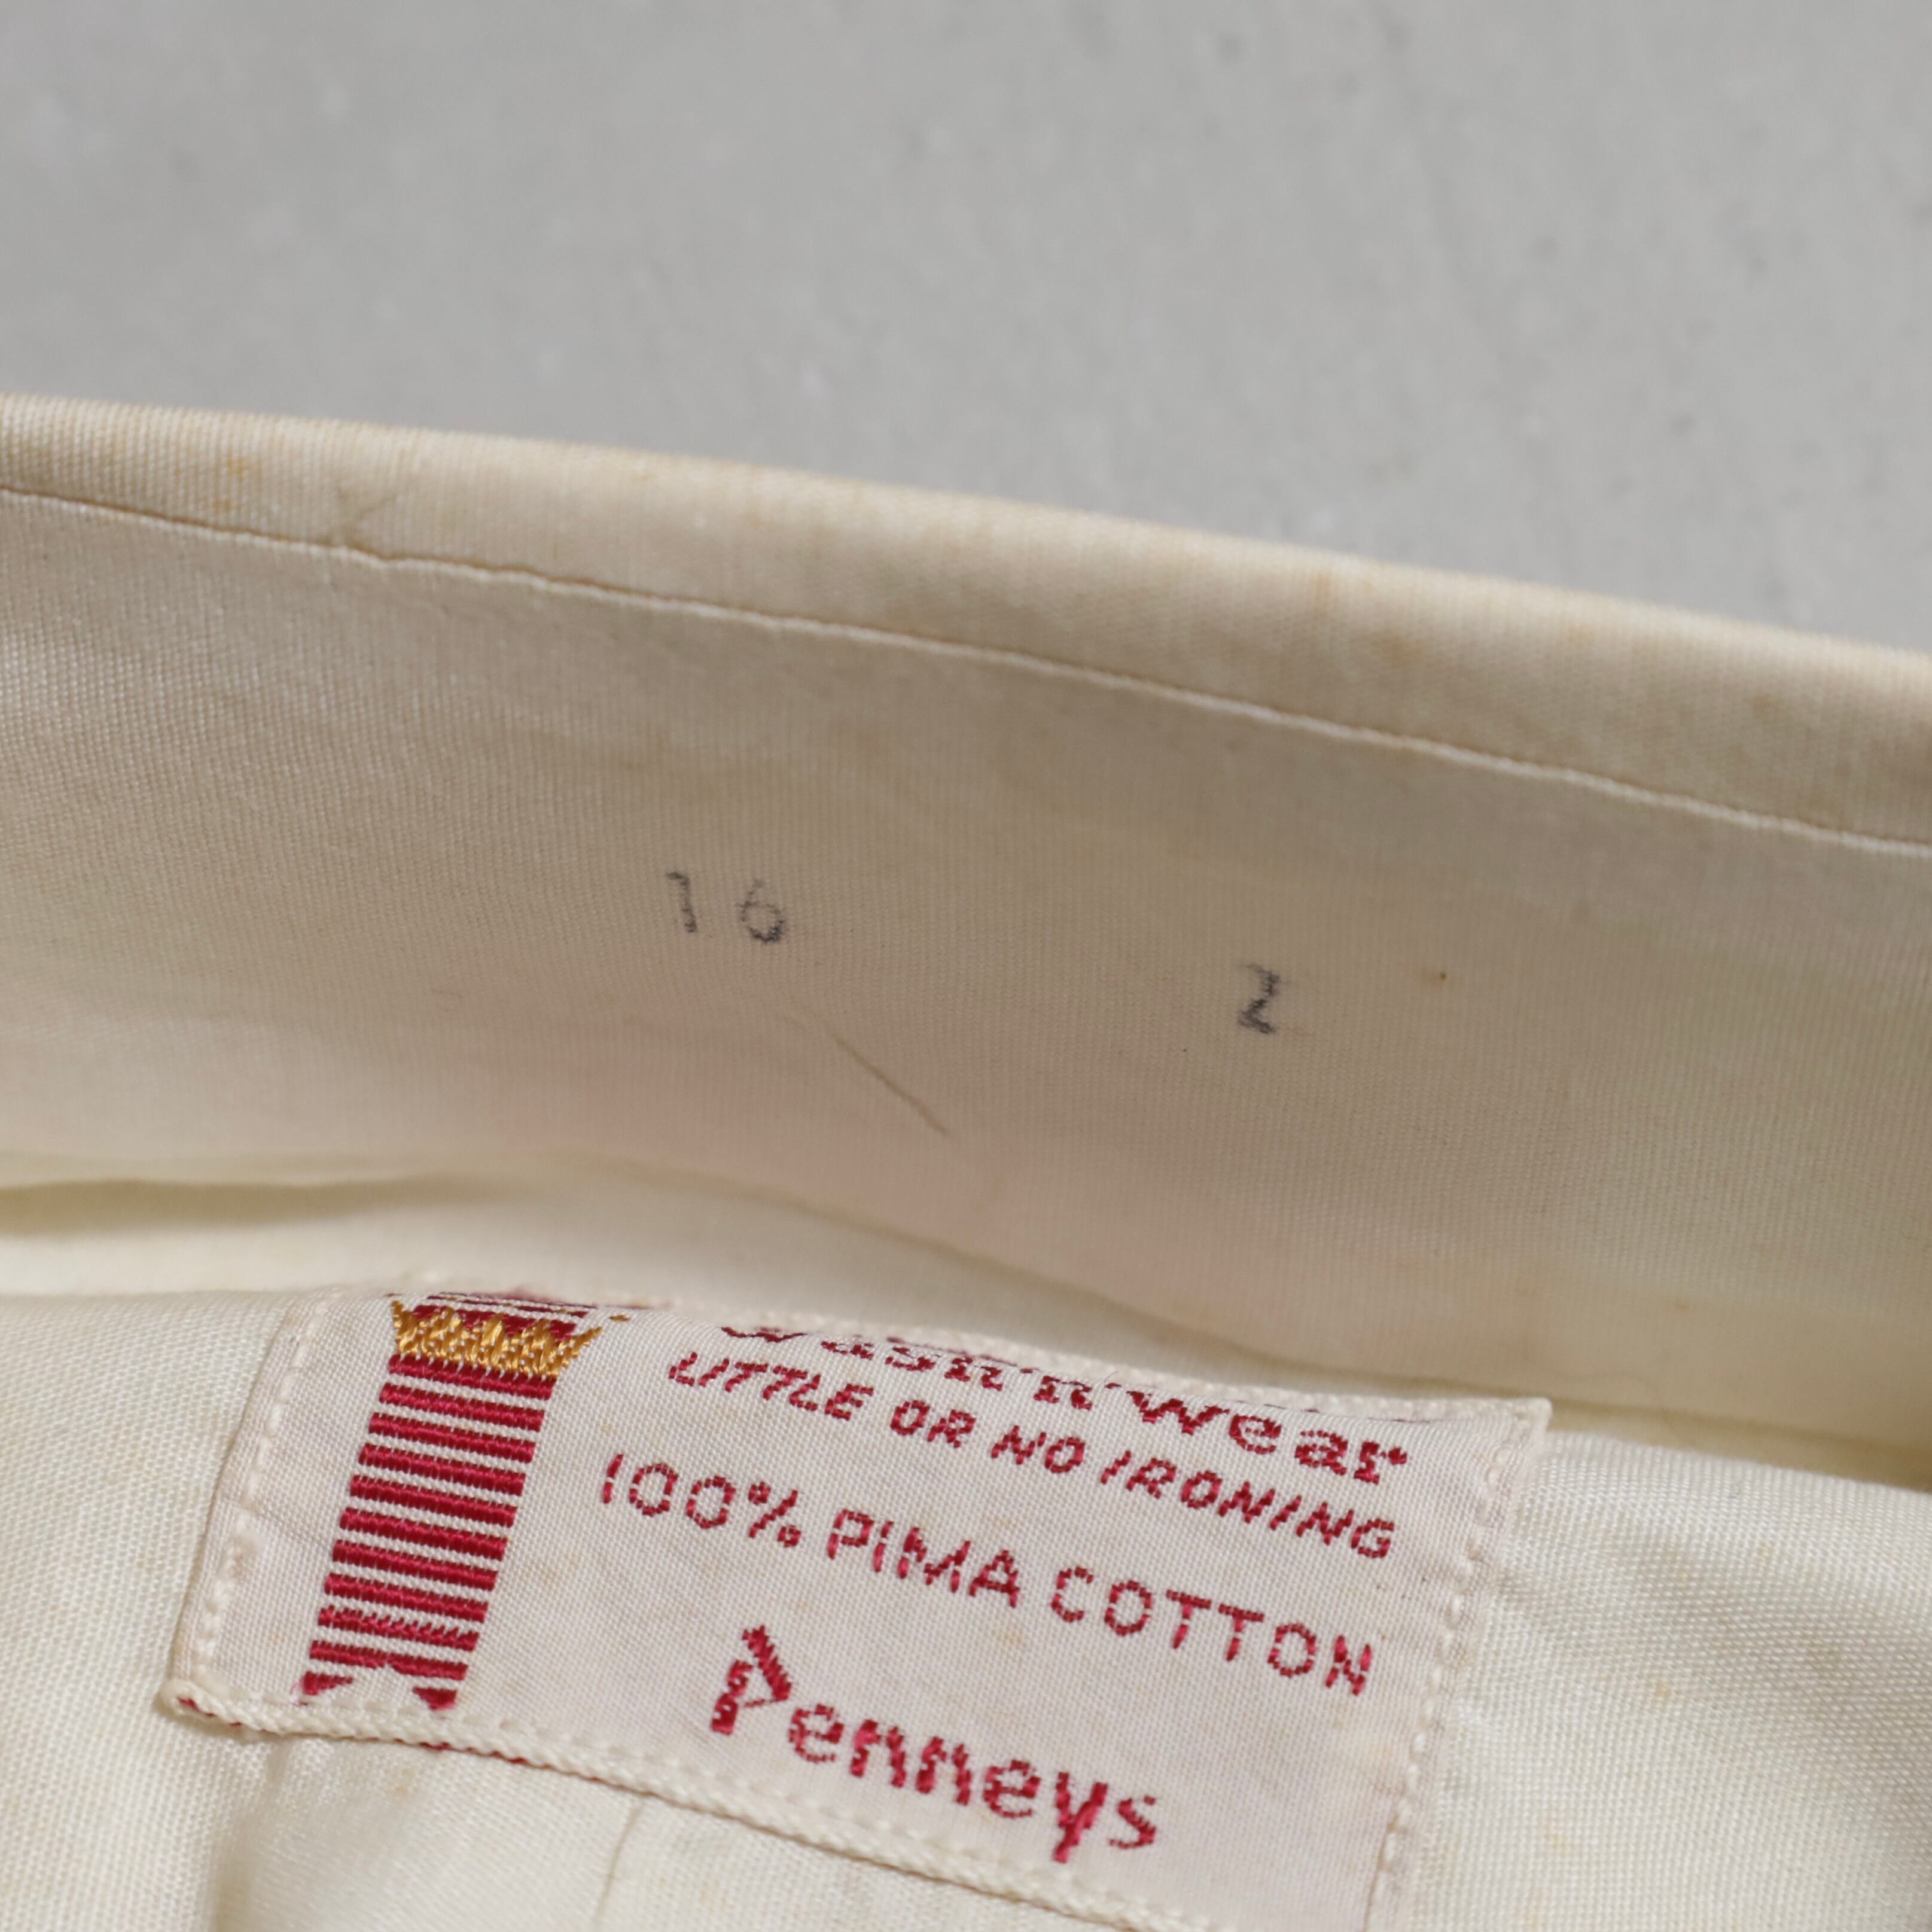 16 2
Wash'n'wear
LITTLE OR NO IRONING
100% PIMA COTTON
Penneys